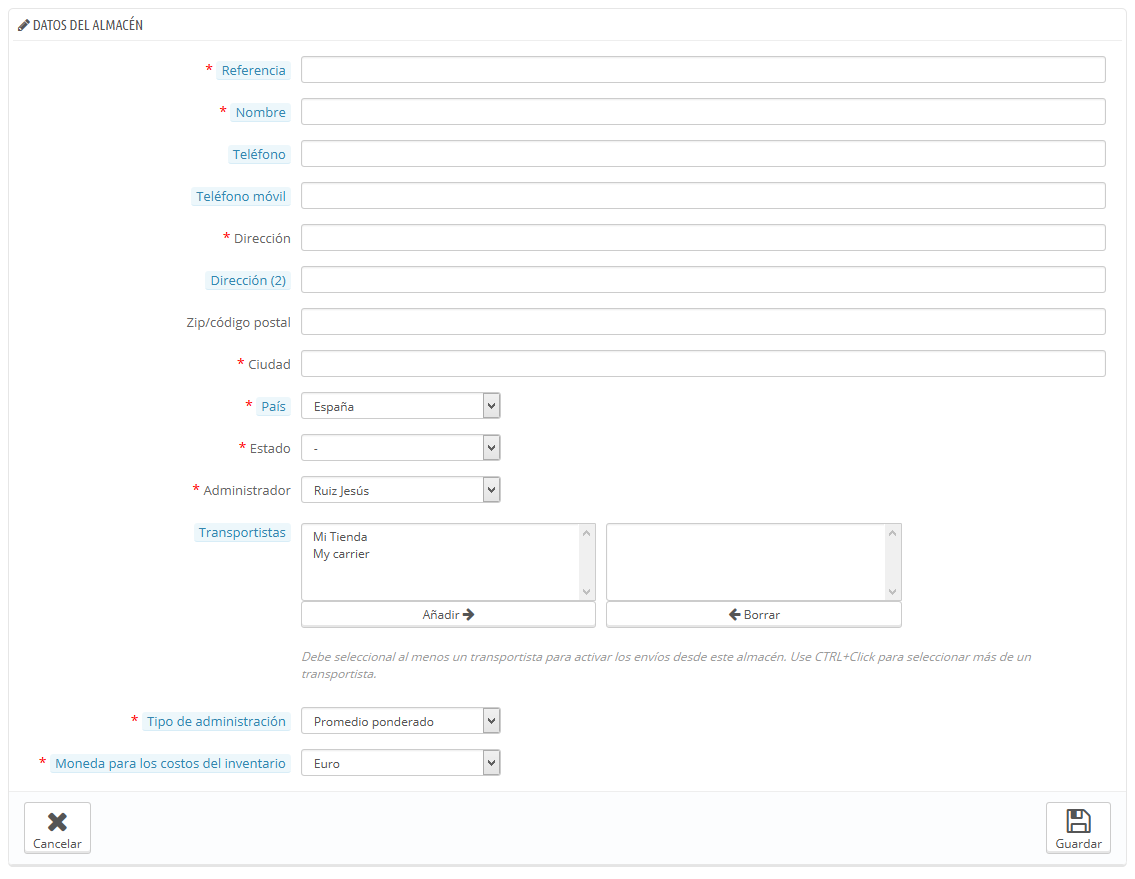 DATOS DEL ALMACÉN
* Referencia
* Nombre
Teléfono
Teléfono móvil
* Dirección
Dirección (2)
Zip/código postal
* Ciudad
* País España
* Estado -
* Administrador Ruiz Jesús
Transportistas
Mi Tienda
My carrier
Añadir
Borrar
Debe seleccional al menos un transportista para activar los envíos desde este almacén. Use CTRL+Click para seleccionar más de un
transportista.
* Tipo de administración Promedio ponderado
* Moneda para los costos del inventario Euro
Cancelar
Guardar